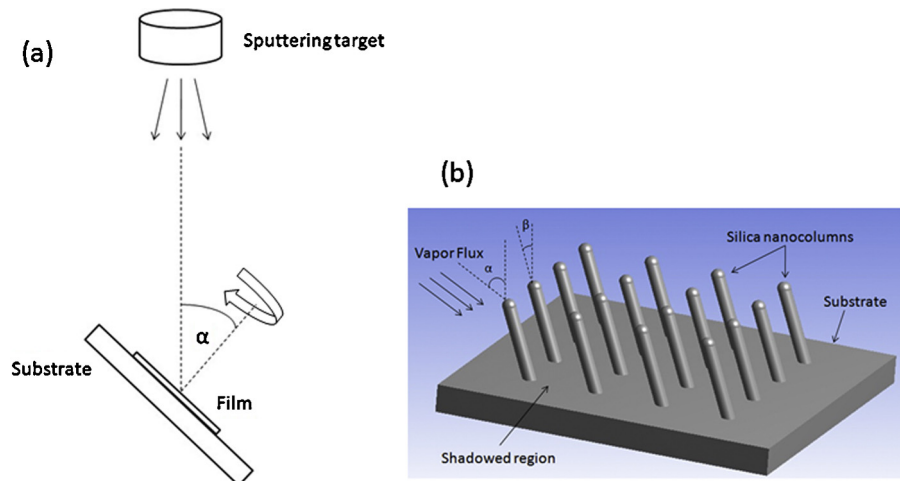 (a)
Sputtering target
α
Substrate
Film
(b)
β
Silica nanocolumns
Vapor Flux
α
Substrate
Shadowed region